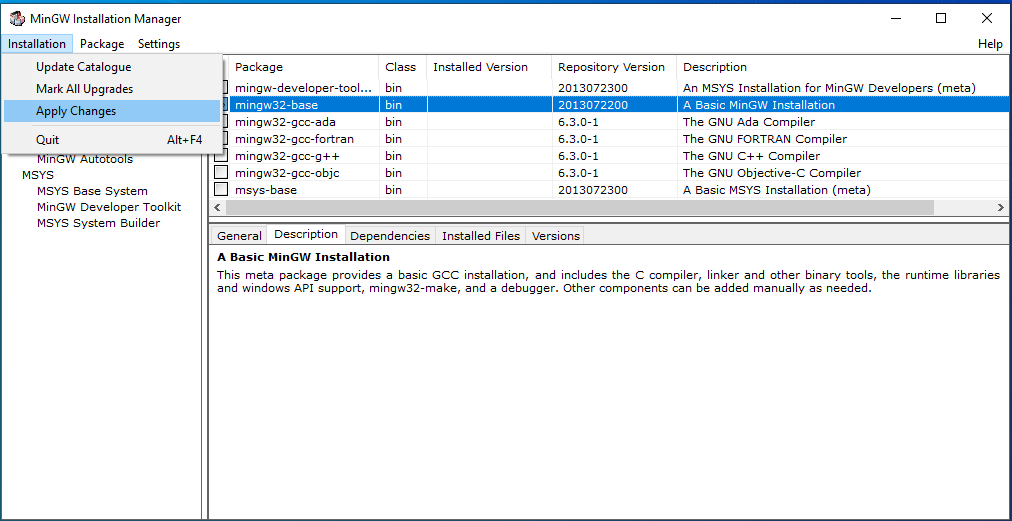 MinGW Installation Manager
Installation Package Settings Help
Update Catalogue
Mark All Upgrades
Apply Changes
Quit Alt+F4
MinGW Autotools
MSYS
MSYS Base System
MinGW Developer Toolkit
MSYS System Builder
Package Class Installed Version Repository Version Description
mingw-developer-tool... bin 2013072300 An MSYS Installation for MinGW Developers (meta)
mingw32-base bin 2013072200 A Basic MinGW Installation
mingw32-gcc-ada bin 6.3.0-1 The GNU Ada Compiler
mingw32-gcc-fortran bin 6.3.0-1 The GNU FORTRAN Compiler
mingw32-gcc-g++ bin 6.3.0-1 The GNU C++ Compiler
mingw32-gcc-objc bin 6.3.0-1 The GNU Objective-C Compiler
msys-base bin 2013072300 A Basic MSYS Installation (meta)
General Description Dependencies Installed Files Versions
A Basic MinGW Installation
This meta package provides a basic GCC installation, and includes the C compiler, linker and other binary tools, the runtime libraries
and windows API support, mingw32-make, and a debugger. Other components can be added manually as needed.